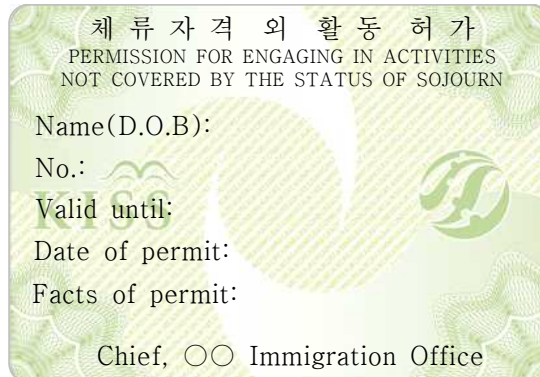 체 류 자 격 외 활 동 허 가
PERMISSION FOR ENGAGING IN ACTIVITIES
NOT COVERED BY THE STATUS OF SOJOURN
Name(D.O.B):
No.:
KISS
Valid until:
Date of permit:
Facts of permit:
Chief, ○○ Immigration Office